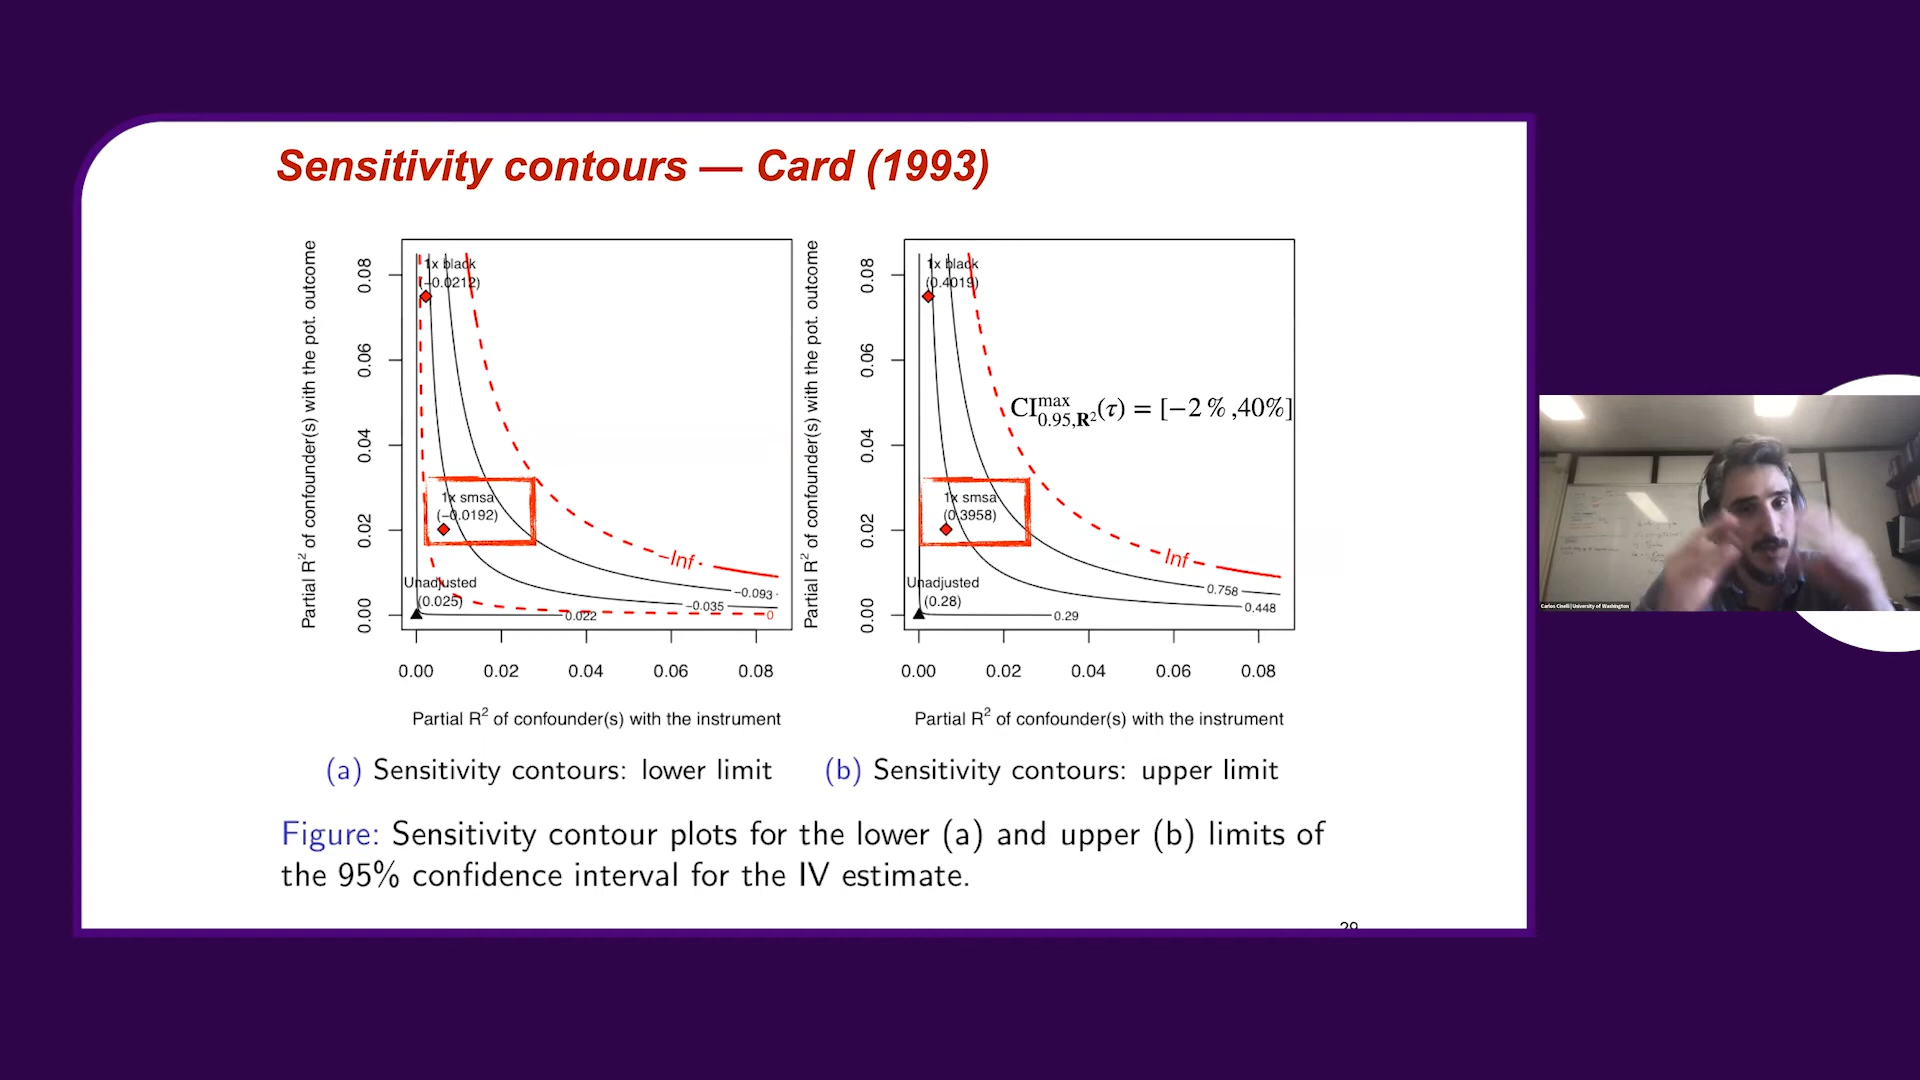 Sensitivity contours — Card (1993)
Partial R² of confounder(s) with the pot. outcome
0.08
0.06
0.04
0.02
0.00
1x black
(−0.0212)
1x smsa
(−0.0192)
Unadjusted
(0.025)
−Inf
−0.093
−0.035
0
0.022
0.00 0.02 0.04 0.06 0.08
Partial R² of confounder(s) with the instrument
Partial R² of confounder(s) with the pot. outcome
0.08
0.06
0.04
0.02
0.00
1x black
(0.4019)
CI^max_0.95,R²(τ) = [−2% ,40%]
1x smsa
(0.3958)
Unadjusted
(0.28)
Inf
0.758
0.448
0.29
0.00 0.02 0.04 0.06 0.08
Partial R² of confounder(s) with the instrument
(a) Sensitivity contours: lower limit
(b) Sensitivity contours: upper limit
Figure: Sensitivity contour plots for the lower (a) and upper (b) limits of
the 95% confidence interval for the IV estimate.
29
Carlos Cinelli | University of Washington